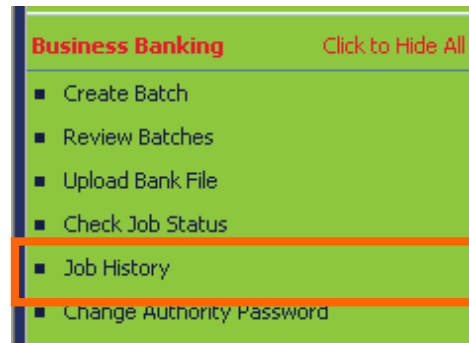 Business Banking Click to Hide All
Create Batch
Review Batches
Upload Bank File
Check Job Status
Job History
Change Authority Password